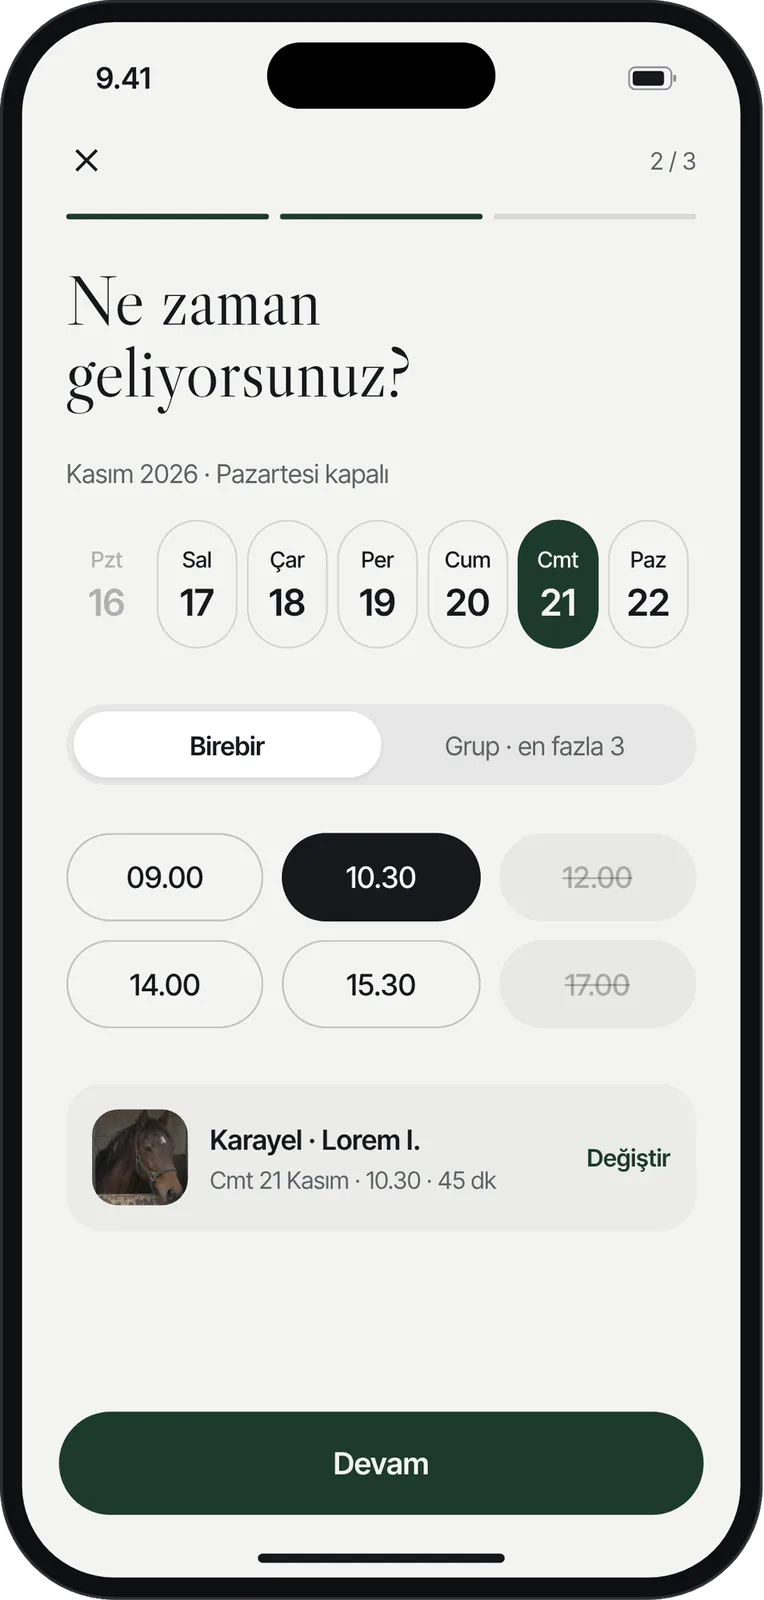 9.41
2 / 3
Ne zaman
geliyorsunuz?
Kasım 2026 · Pazartesi kapalı
Pzt Sal Çar Per Cum Cmt Paz
16 17 18 19 20 21 22
Birebir Grup · en fazla 3
09.00 10.30 12.00
14.00 15.30 17.00
Karayel · Lorem I.
Cmt 21 Kasım · 10.30 · 45 dk
Değiştir
Devam